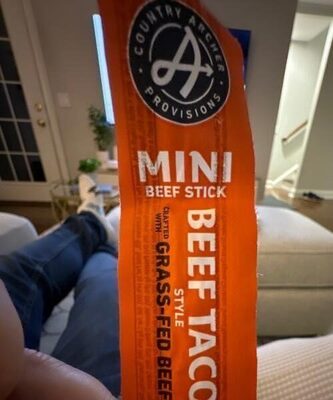 COUNTRY ARCHER
PROVISIONS
A
MINI
BEEF STICK
BEEF TACO
STYLE
CRAFTED
WITH
GRASS-FED BEEF